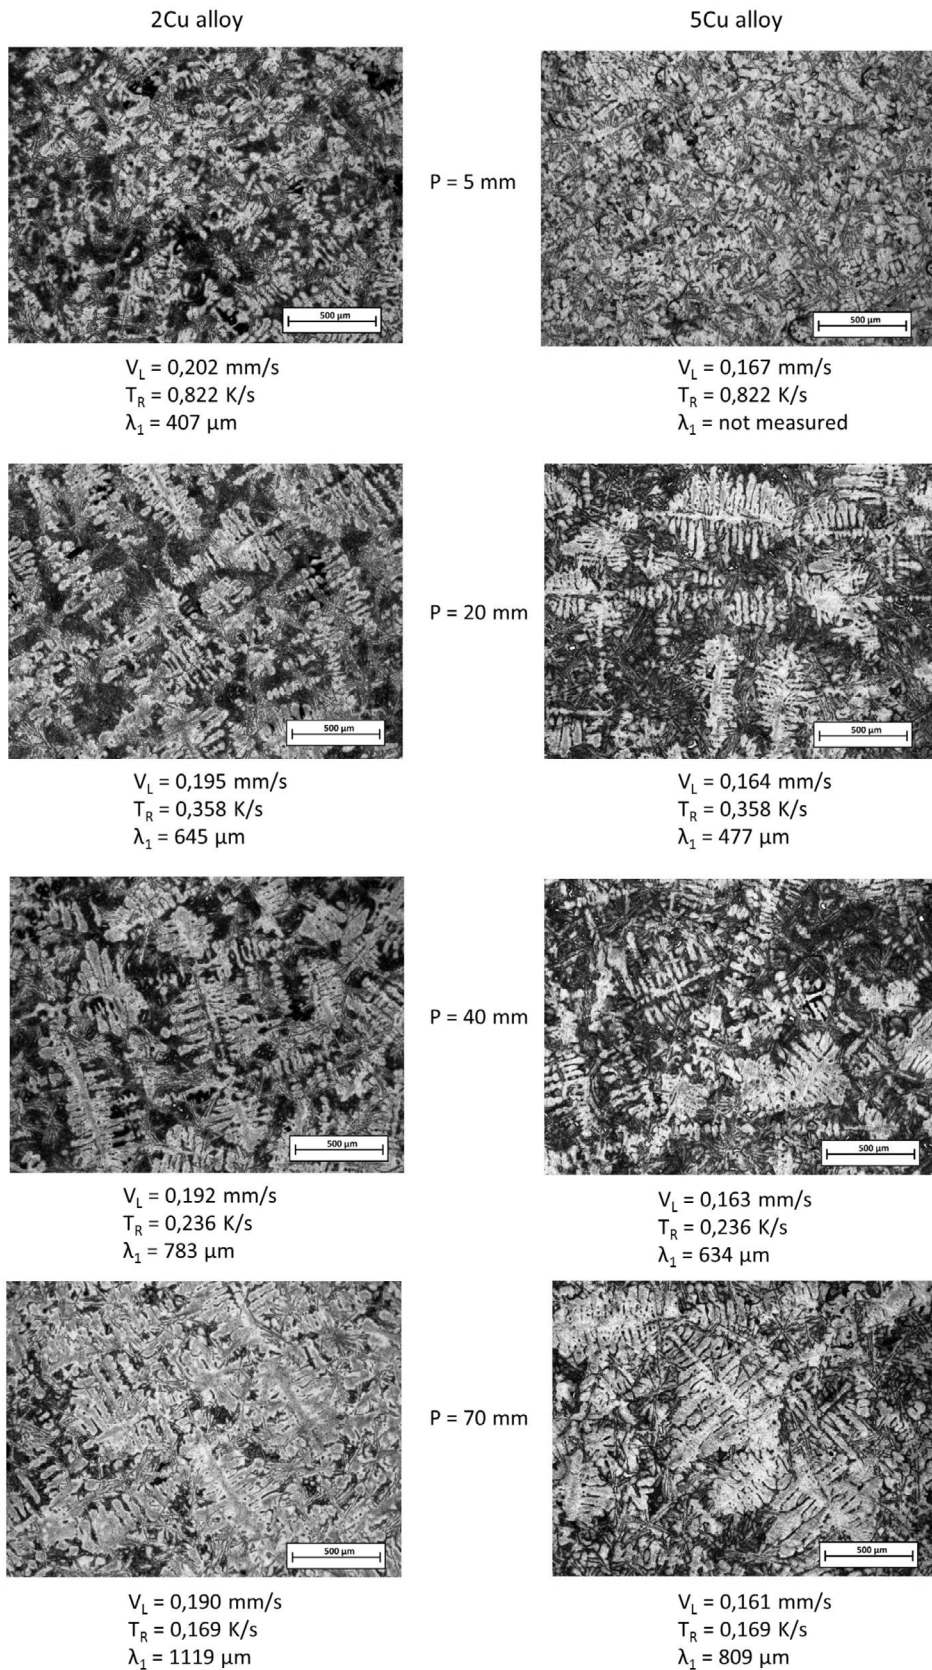 2Cu alloy
5Cu alloy
P = 5 mm
500 µm
500 µm
V_L = 0,202 mm/s
T_R = 0,822 K/s
λ_1 = 407 µm
V_L = 0,167 mm/s
T_R = 0,822 K/s
λ_1 = not measured
P = 20 mm
500 µm
500 µm
V_L = 0,195 mm/s
T_R = 0,358 K/s
λ_1 = 645 µm
V_L = 0,164 mm/s
T_R = 0,358 K/s
λ_1 = 477 µm
P = 40 mm
500 µm
500 µm
V_L = 0,192 mm/s
T_R = 0,236 K/s
λ_1 = 783 µm
V_L = 0,163 mm/s
T_R = 0,236 K/s
λ_1 = 634 µm
P = 70 mm
500 µm
500 µm
V_L = 0,190 mm/s
T_R = 0,169 K/s
λ_1 = 1119 µm
V_L = 0,161 mm/s
T_R = 0,169 K/s
λ_1 = 809 µm